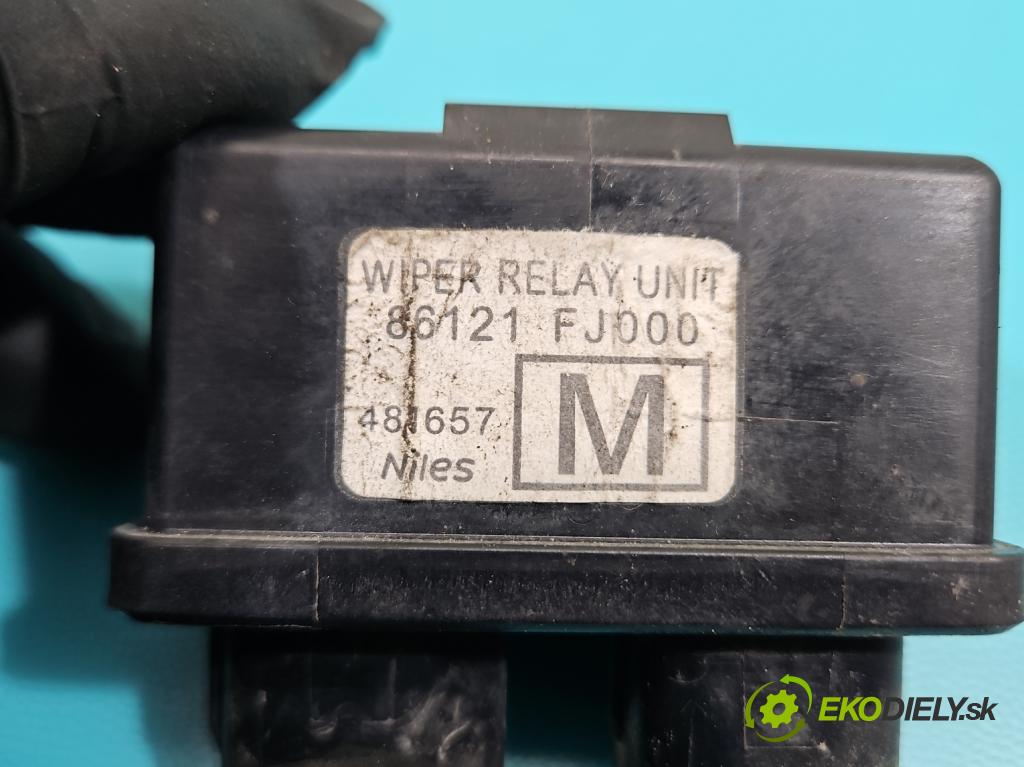 WIPER RELAY UNIT
86121 FJ000
481657
Niles
M
EKODIELY.sk